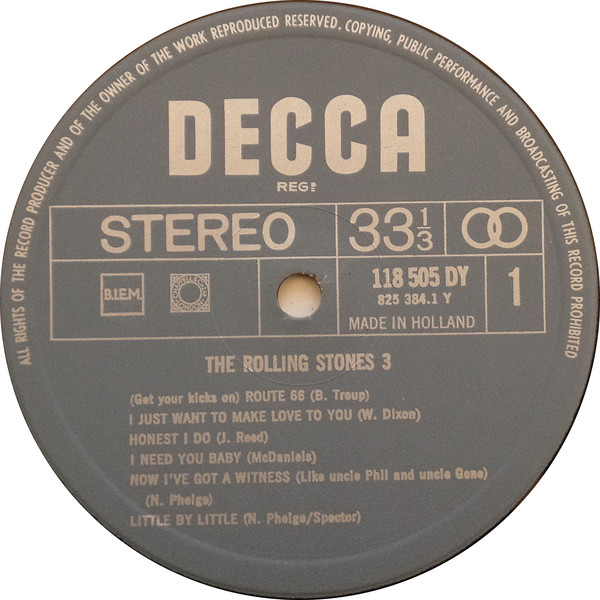 ALL RIGHTS OF THE RECORD PRODUCER AND OF THE OWNER OF THE WORK REPRODUCED RESERVED. COPYING, PUBLIC PERFORMANCE AND BROADCASTING OF THIS RECORD PROHIBITED
DECCA
REGD
STEREO
33 1/3
B.I.E.M.
118 505 DY
825 384.1 Y
MADE IN HOLLAND
1
THE ROLLING STONES 3
(Get your kicks on) ROUTE 66 (B. Troup)
I JUST WANT TO MAKE LOVE TO YOU (W. Dixon)
HONEST I DO (J. Reed)
I NEED YOU BABY (McDaniels)
NOW I'VE GOT A WITNESS (Like uncle Phil and uncle Gene)
(N. Phelge)
LITTLE BY LITTLE (N. Phelge/Spector)